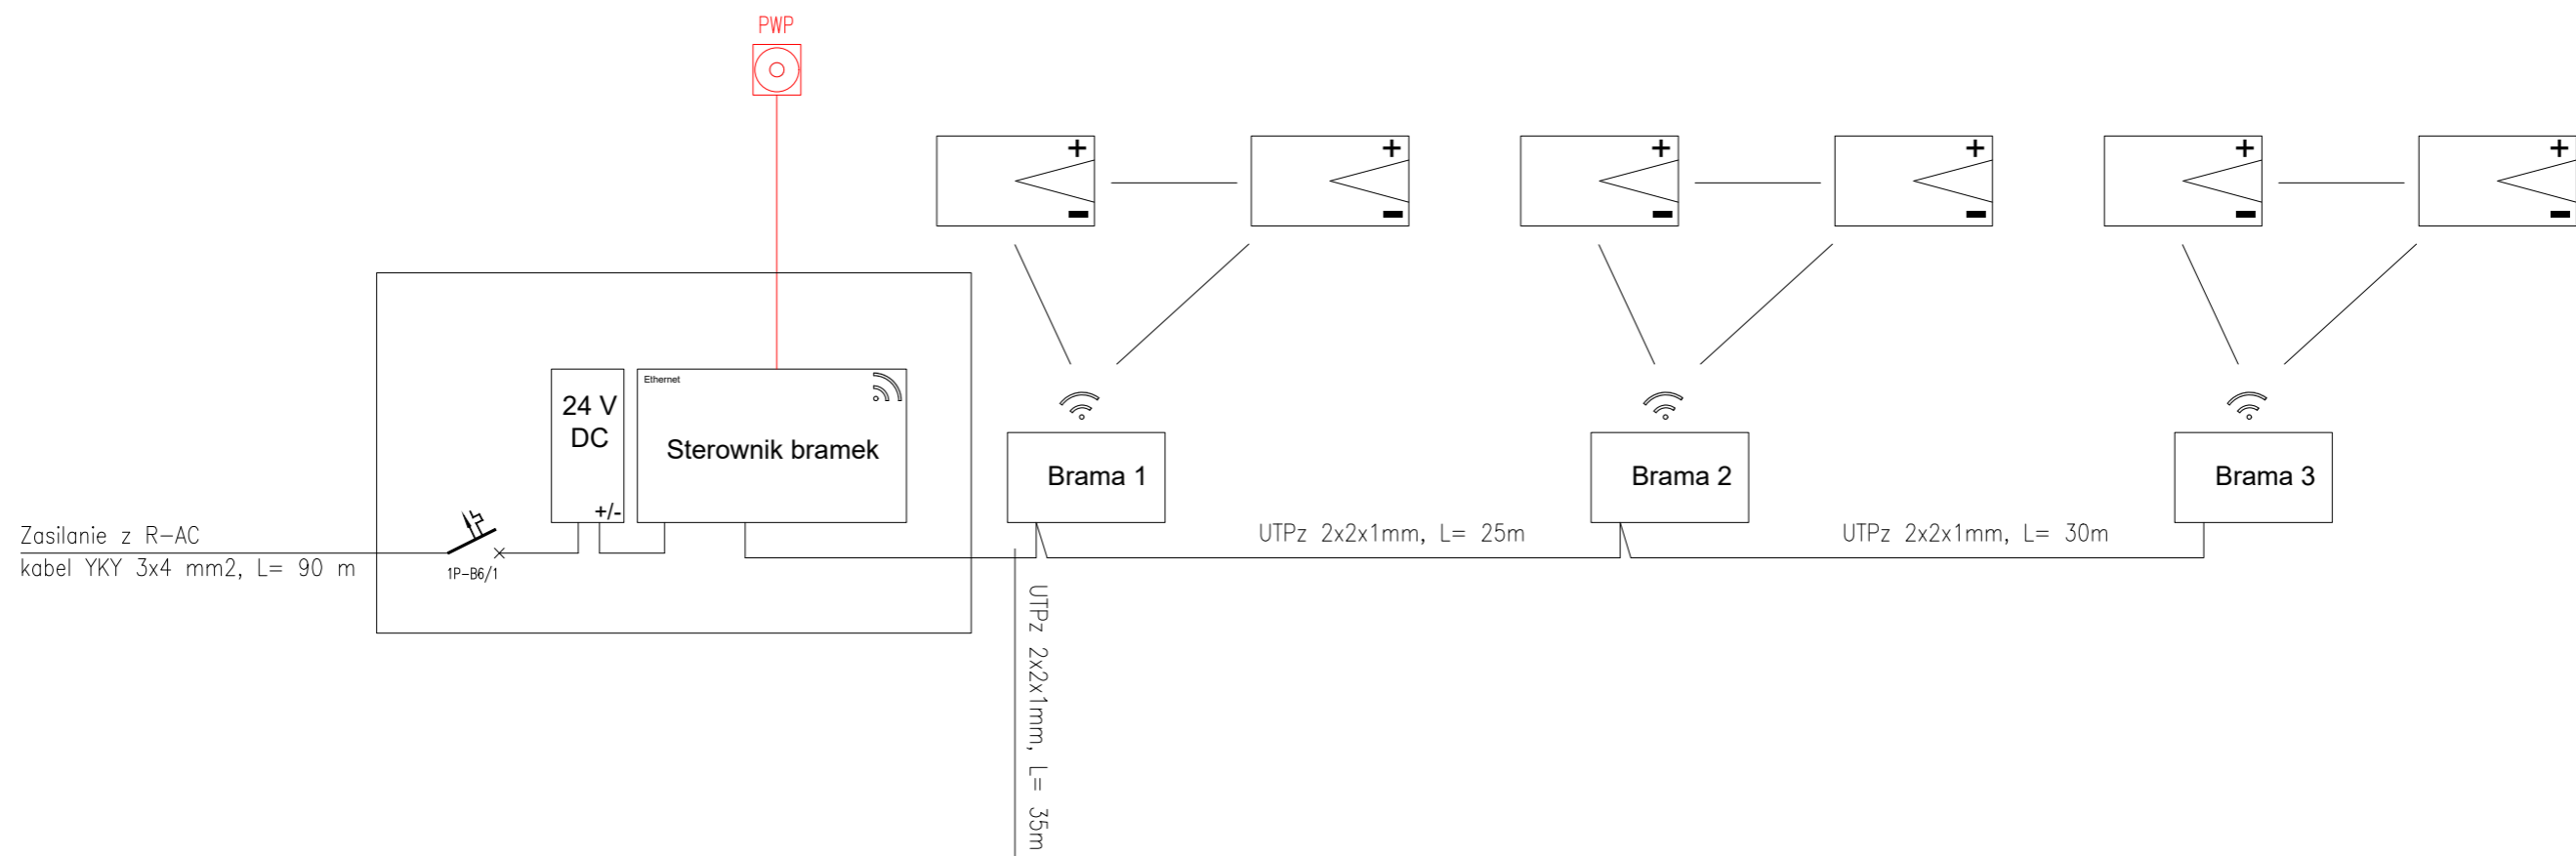 PWP
+
+
+
+
+
+
Ethernet
24 V
DC
Sterownik bramek
+/-
Brama 1
Brama 2
Brama 3
Zasilanie z R-AC
kabel YKY 3x4 mm2, L= 90 m
1P-B6/1
UTPz 2x2x1mm, L= 25m
UTPz 2x2x1mm, L= 30m
UTPz 2x2x1mm, L= 35m